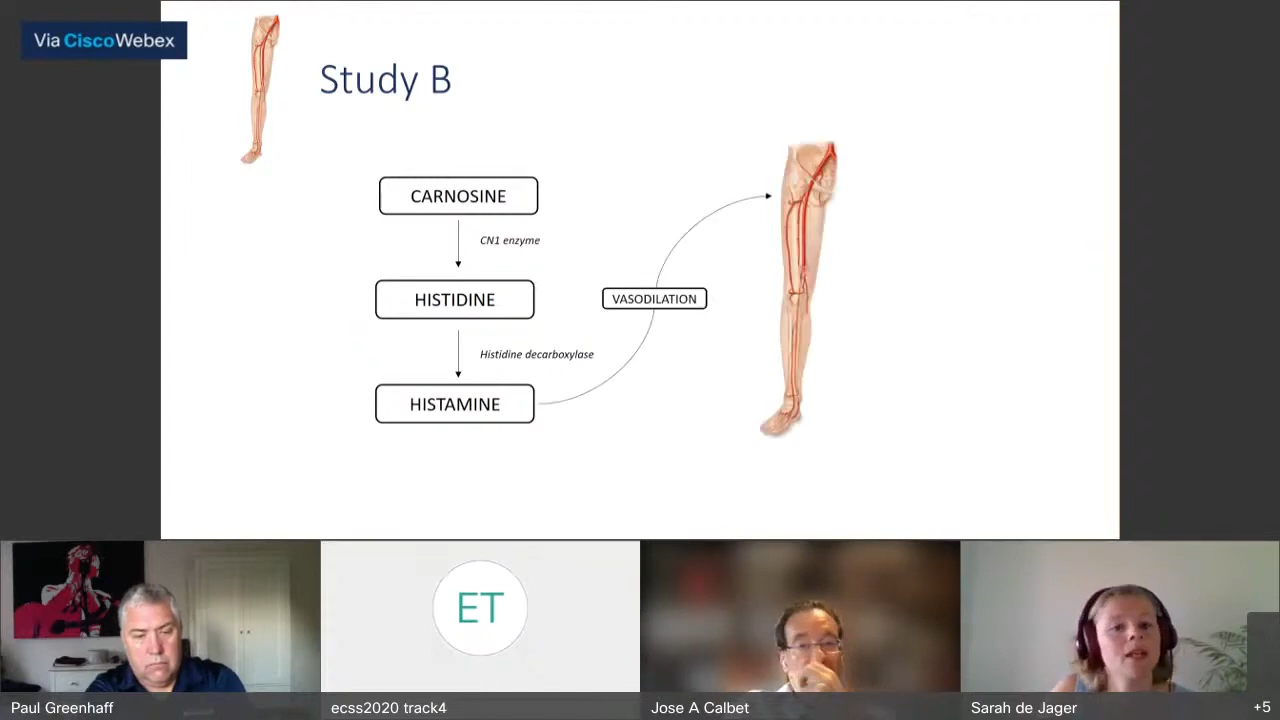 Via CiscoWebex
Study B
CARNOSINE
CN1 enzyme
HISTIDINE
VASODILATION
Histidine decarboxylase
HISTAMINE
ET
Paul Greenhaff
ecss2020 track4
Jose A Calbet
Sarah de Jager
+5